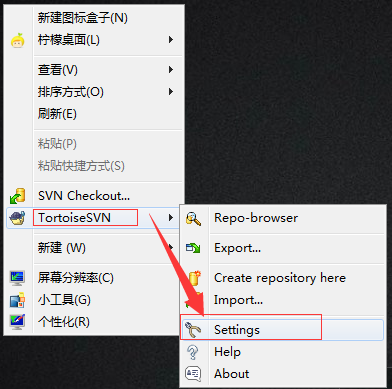 新建图标盒子(N)
柠檬桌面(L)
查看(V)
排序方式(O)
刷新(E)
粘贴(P)
粘贴快捷方式(S)
SVN Checkout...
TortoiseSVN
新建 (W)
屏幕分辨率(C)
小工具(G)
个性化(R)
Repo-browser
Export...
Create repository here
Import...
Settings
Help
About